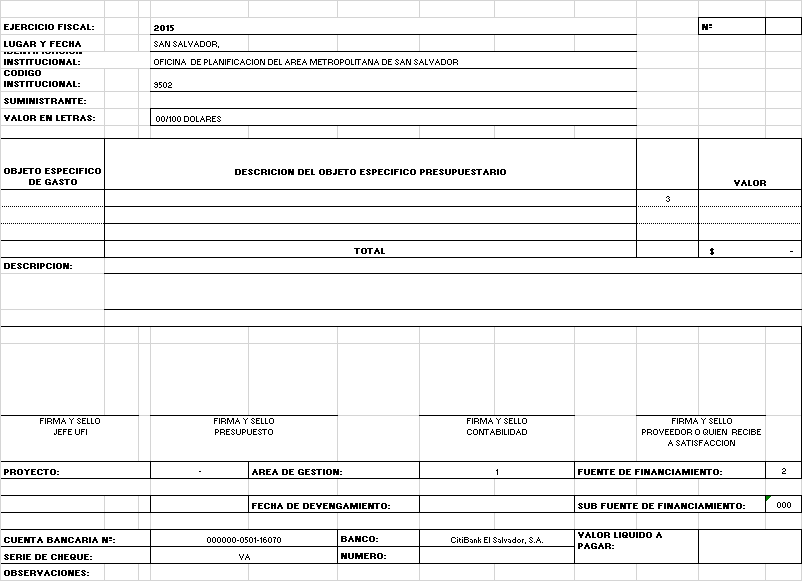 EJERCICIO FISCAL: 2015 Nº
LUGAR Y FECHA SAN SALVADOR,
IDENTIFICACION
INSTITUCIONAL: OFICINA DE PLANIFICACION DEL AREA METROPOLITANA DE SAN SALVADOR
CODIGO
INSTITUCIONAL: 9502
SUMINISTRANTE:
VALOR EN LETRAS: 00/100 DOLARES
OBJETO ESPECIFICO
DE GASTO DESCRICION DEL OBJETO ESPECIFICO PRESUPUESTARIO VALOR
3
TOTAL $ -
DESCRIPCION:
FIRMA Y SELLO FIRMA Y SELLO FIRMA Y SELLO FIRMA Y SELLO
JEFE UFI PRESUPUESTO CONTABILIDAD PROVEEDOR O QUIEN RECIBE
A SATISFACCION
PROYECTO: - AREA DE GESTION: 1 FUENTE DE FINANCIAMIENTO: 2
FECHA DE DEVENGAMIENTO: SUB FUENTE DE FINANCIAMIENTO: 000
CUENTA BANCARIA Nº: 000000-0501-16070 BANCO: CitiBank El Salvador, S.A. VALOR LIQUIDO A
PAGAR:
SERIE DE CHEQUE: VA NUMERO:
OBSERVACIONES: